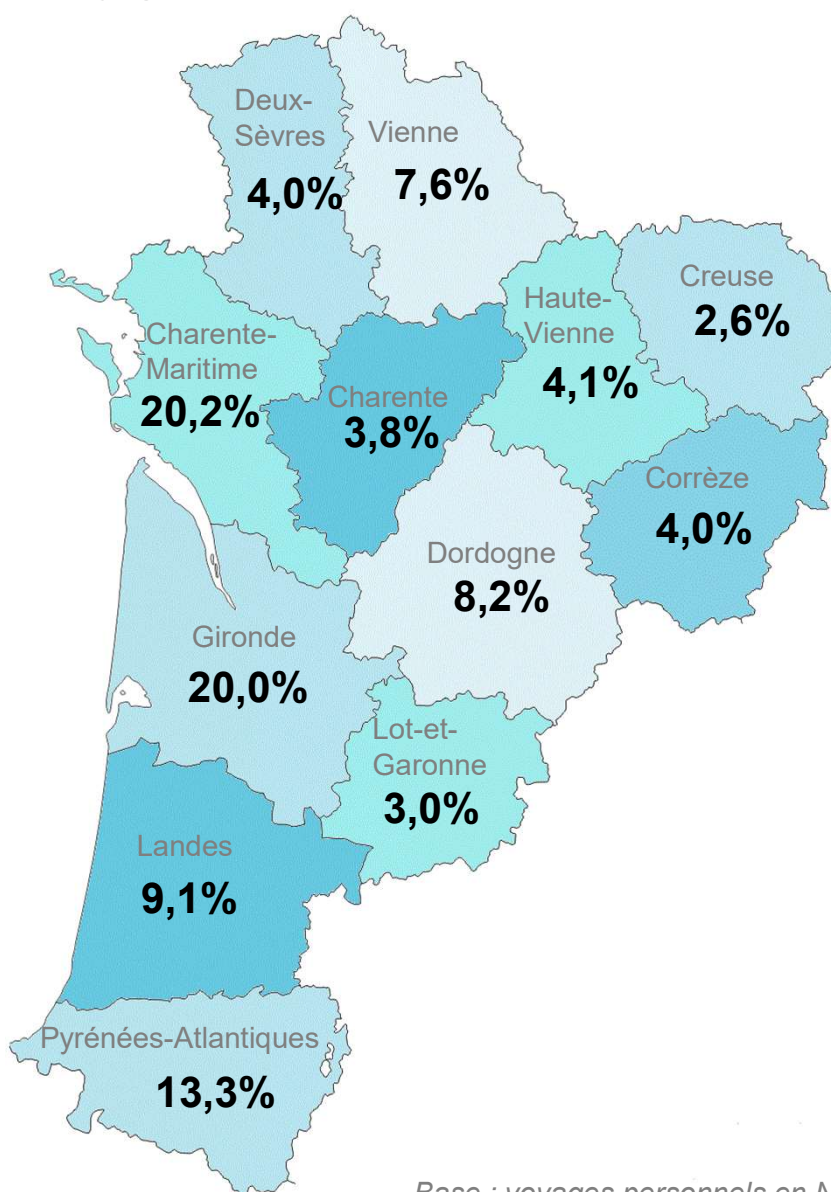 Deux-
Sèvres
4,0%
Vienne
7,6%
Creuse
2,6%
Haute-
Vienne
4,1%
Charente-
Maritime
20,2%
Charente
3,8%
Corrèze
4,0%
Dordogne
8,2%
Gironde
20,0%
Lot-et-
Garonne
3,0%
Landes
9,1%
Pyrénées-Atlantiques
13,3%
Base : voyages personnels en N